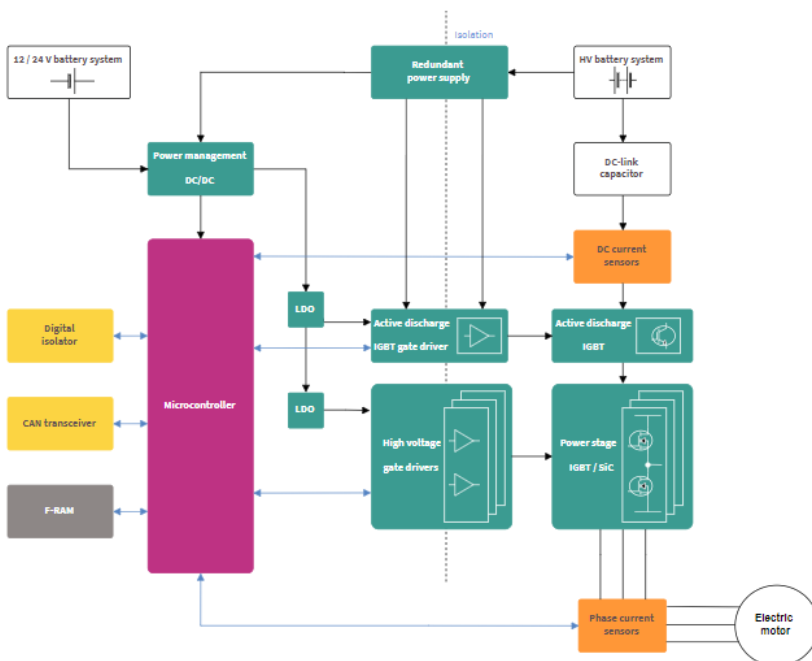 Isolation
12 / 24 V battery system
Redundant
power supply
HV battery system
Power management
DC/DC
DC-link
capacitor
DC current
sensors
LDO
Digital
isolator
Active discharge
IGBT gate driver
Active discharge
IGBT
Microcontroller
LDO
CAN transceiver
High voltage
gate drivers
Power stage
IGBT / SiC
F-RAM
Phase current
sensors
Electric
motor